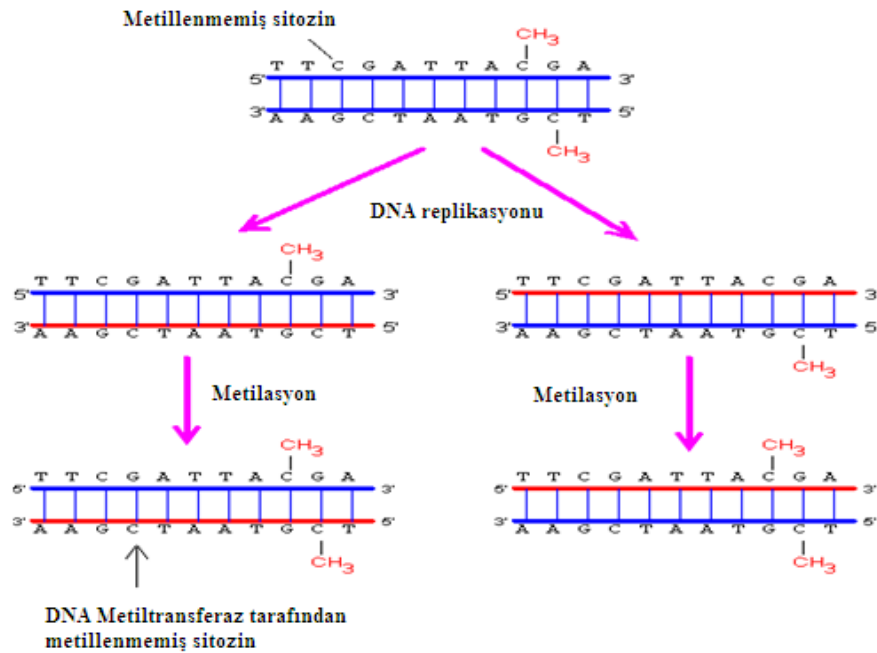 Metillenmemiş sitozin
CH3
T T C G A T T A C G A
5' 3'
3' 5'
A A G C T A A T G C T
CH3
DNA replikasyonu
CH3
T T C G A T T A C G A
5' 3'
3' 5'
A A G C T A A T G C T
T T C G A T T A C G A
5' 3
3' 5
A A G C T A A T G C T
CH3
Metilasyon
Metilasyon
CH3
T T C G A T T A C G A
5' 3'
3' 5'
A A G C T A A T G C T
CH3
CH3
T T C G A T T A C G A
5' 3'
3' 5'
A A G C T A A T G C T
CH3
DNA Metiltransferaz tarafından
metillenmemiş sitozin